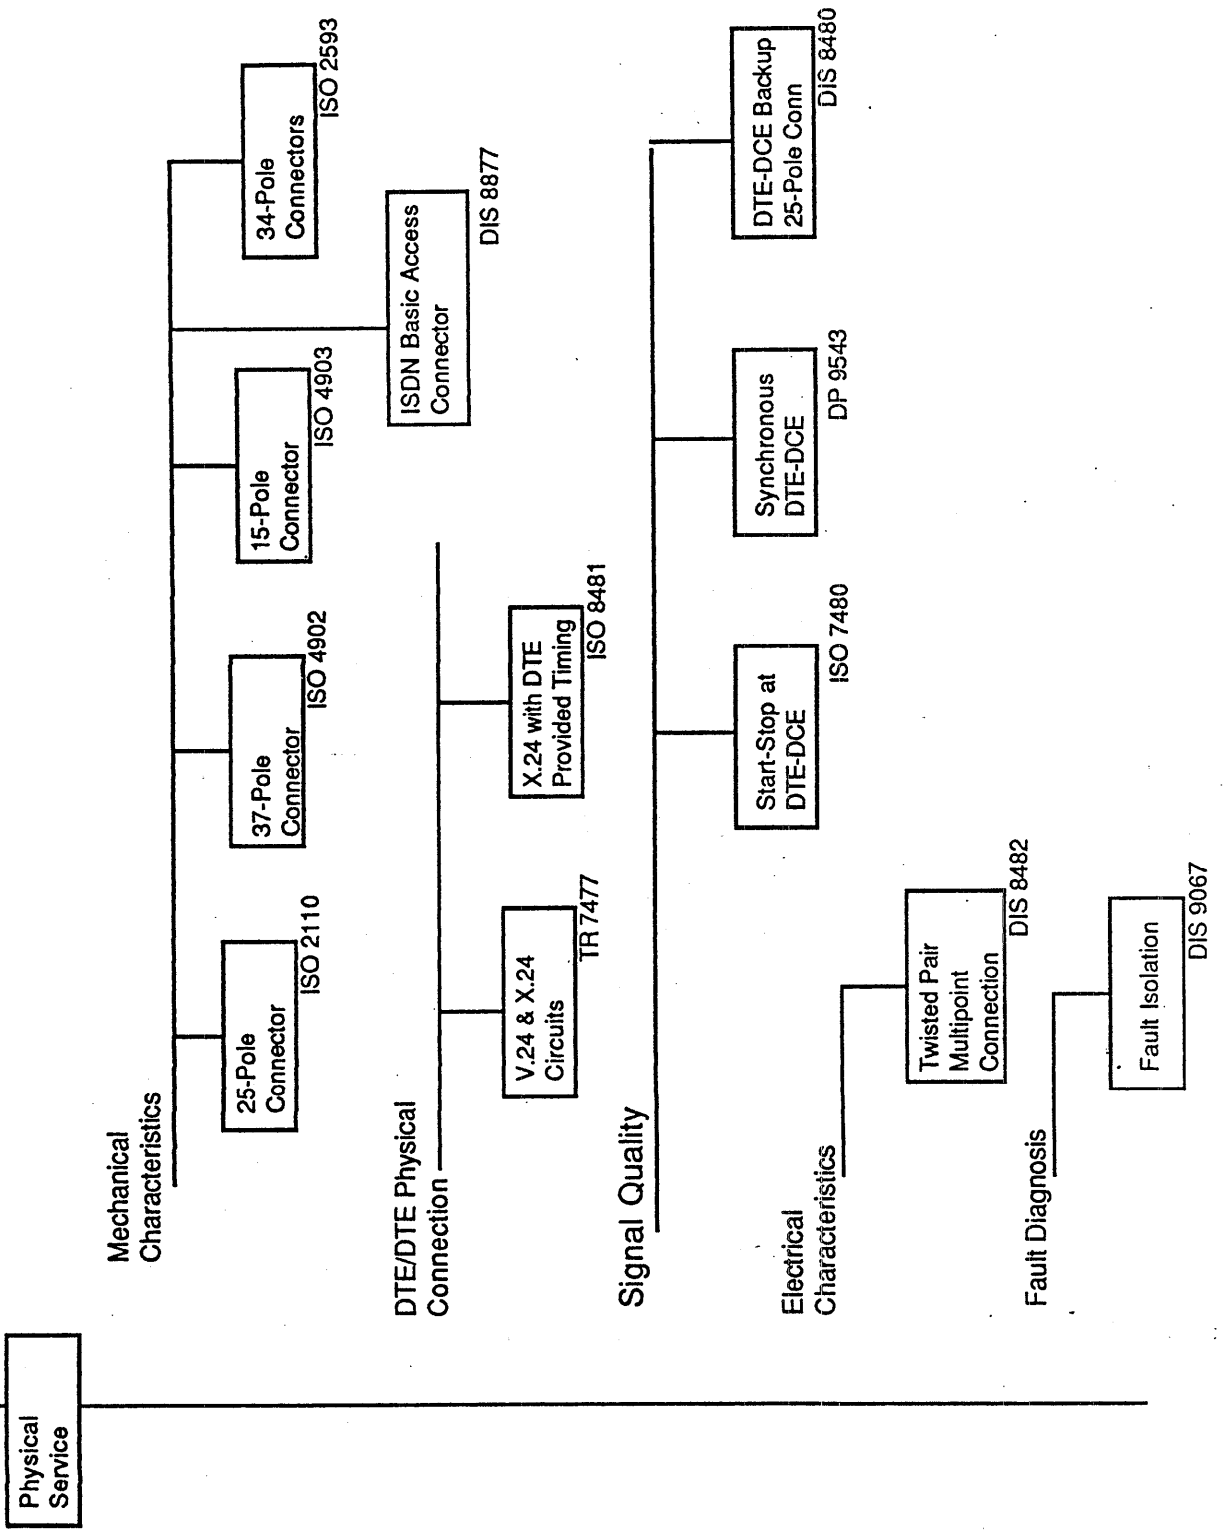 Physical
Service
Mechanical
Characteristics
25-Pole
Connector
ISO 2110
37-Pole
Connector
ISO 4902
15-Pole
Connector
ISO 4903
34-Pole
Connectors
ISO 2593
ISDN Basic Access
Connector
DIS 8877
DTE/DTE Physical
Connection
V.24 & X.24
Circuits
TR 7477
X.24 with DTE
Provided Timing
ISO 8481
Signal Quality
Start-Stop at
DTE-DCE
ISO 7480
Synchronous
DTE-DCE
DP 9543
DTE-DCE Backup
25-Pole Conn
DIS 8480
Electrical
Characteristics
Twisted Pair
Multipoint
Connection
DIS 8482
Fault Diagnosis
Fault Isolation
DIS 9067